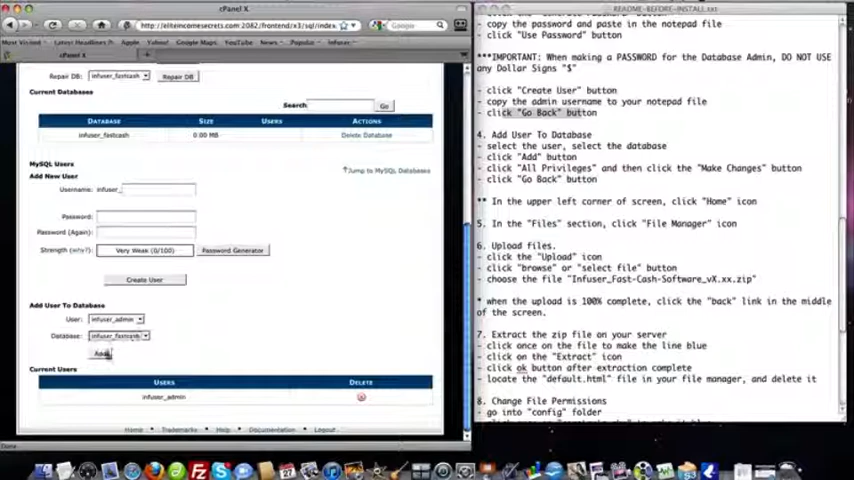 cPanel X
http://eliteincomesecrets.com:2082/frontend/x3/sql/index.
Google
Most Visited
Latest Headlines
Apple
Yahoo!
Google Maps
YouTube
News
Popular
Infuser
cPanel X
Repair DB:
infuser_fastcash
Repair DB
Current Databases
Search
Go
DATABASE SIZE USERS ACTIONS
infuser_fastcash 0.00 MB Delete Database
MySQL Users
Jump to MySQL Databases
Add New User
Username: infuser_
Password:
Password (Again):
Strength (why?): Very Weak (0/100) Password Generator
Create User
Add User To Database
User: infuser_admin
Database: infuser_fastcash
Add
Current Users
USERS DELETE
infuser_admin
Home Trademarks Help Documentation Logout
Done
README-BEFORE-INSTALL.txt
- copy the password and paste in the notepad file
- click "Use Password" button
***IMPORTANT: When making a PASSWORD for the Database Admin, DO NOT USE
any Dollar Signs "$"
- click "Create User" button
- copy the admin username to your notepad file
- click "Go Back" button
4. Add User To Database
- select the user, select the database
- click "Add" button
- click "All Privileges" and then click the "Make Changes" button
- click "Go Back" button
** In the upper left corner of screen, click "Home" icon
5. In the "Files" section, click "File Manager" icon
6. Upload files.
- click the "Upload" icon
- click "browse" or "select file" button
- choose the file "Infuser_Fast-Cash-Software_vX.xx.zip"
* when the upload is 100% complete, click the "back" link in the middle
of the screen.
7. Extract the zip file on your server
- click once on the file to make the line blue
- click on the "Extract" icon
- click ok button after extraction complete
- locate the "default.html" file in your file manager, and delete it
8. Change File Permissions
- go into "config" folder